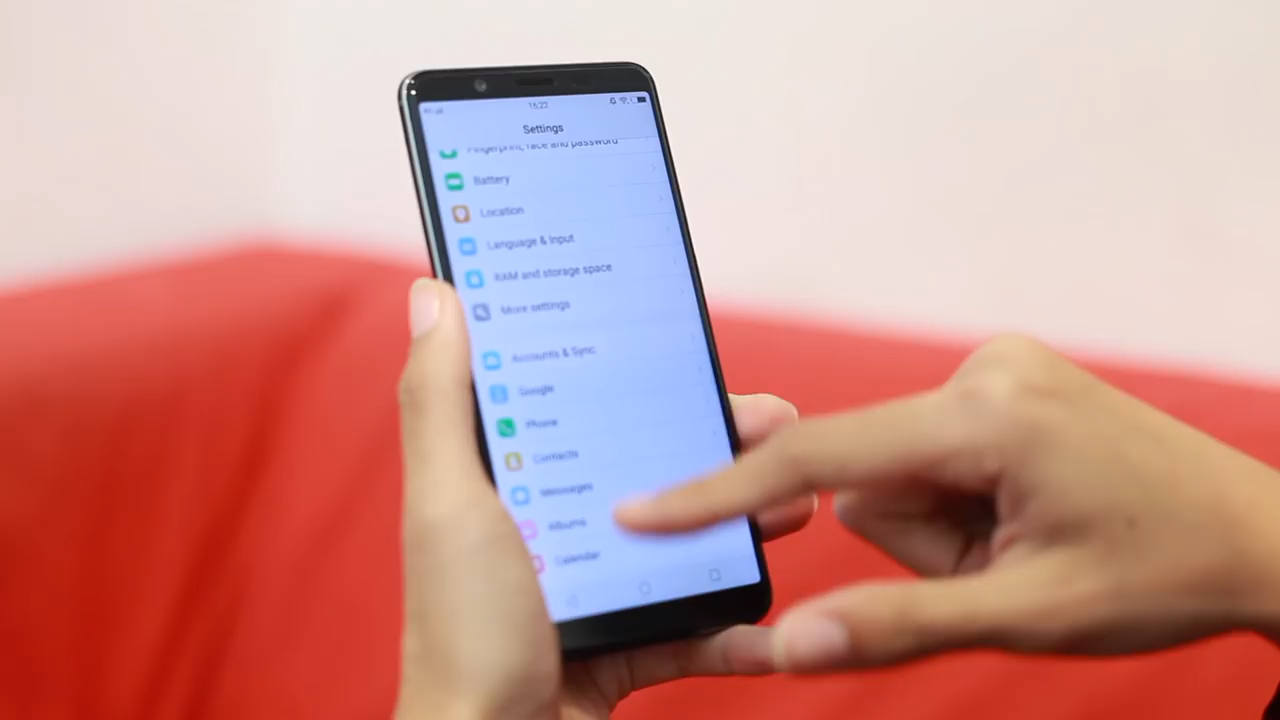 16:22
Settings
Fingerprint, face and password
Battery
Location
Language & Input
RAM and storage space
More settings
Accounts & Sync
Google
Phone
Contacts
Messages
Albums
Calendar